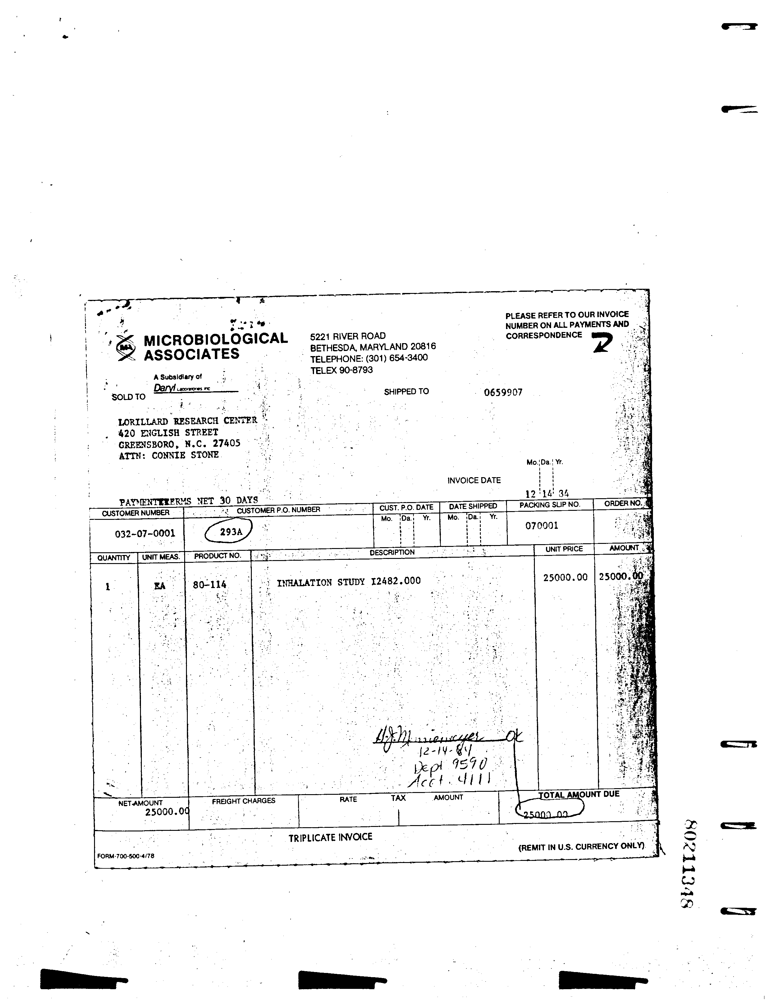 PLEASE REFER TO OUR INVOICE
NUMBER ON ALL PAYMENTS AND
CORRESPONDENCE
MICROBIOLOGICAL
ASSOCIATES
5221 RIVER ROAD
BETHESDA, MARYLAND 20816
TELEPHONE: (301) 654-3400
TELEX 90-8793
A Subsidiary of
Daryl Laboratories Inc
SOLD TO
SHIPPED TO
0659907
LORILLARD RESEARCH CENTER
420 ENGLISH STREET
GREENSBORO, N.C. 27405
ATTN: CONNIE STONE
Mo. Da. Yr.
INVOICE DATE
12 14 34
NET 30 DAYS
CUSTOMER NUMBER CUSTOMER P.O. NUMBER CUST. P.O. DATE DATE SHIPPED PACKING SLIP NO. ORDER NO.
Mo. Da. Yr. Mo. Da. Yr.
032-07-0001 293A 070001
QUANTITY UNIT MEAS. PRODUCT NO. DESCRIPTION UNIT PRICE AMOUNT
1 EA 80-114 INHALATION STUDY I2482.000 25000.00 25000.00
OK
12-14-84
Dept 9590
Acct. 4111
NET AMOUNT FREIGHT CHARGES RATE TAX AMOUNT TOTAL AMOUNT DUE
25000.00 25000.00
TRIPLICATE INVOICE
(REMIT IN U.S. CURRENCY ONLY)
FORM-700-500-4/78
80211348